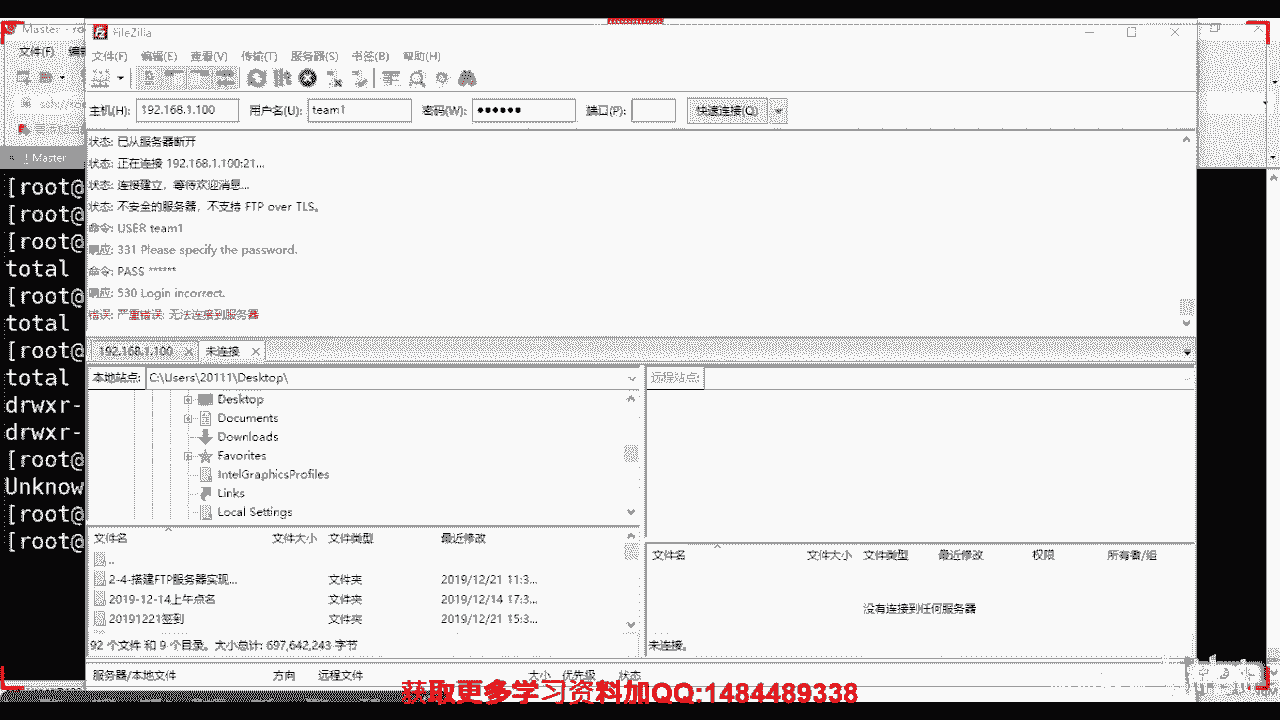 Master - ro
FileZilla
文件(F) 编辑
文件(F) 编辑(E) 查看(V) 传输(T) 服务器(S) 书签(B) 帮助(H)
主机(H): 192.168.1.100 用户名(U): team1 密码(W): ●●●●●● 端口(P): 快速连接(Q)
状态: 已从服务器断开
! Master
状态: 正在连接 192.168.1.100:21...
状态: 连接建立，等待欢迎消息...
状态: 不安全的服务器，不支持 FTP over TLS。
命令: USER team1
响应: 331 Please specify the password.
命令: PASS ******
响应: 530 Login incorrect.
错误: 严重错误: 无法连接到服务器
[root@
[root@
[root@
total
[root@
total
[root@
total
drwxr-
drwxr-
[root@
Unknow
[root@
[root@
192.168.1.100 未连接
本地站点: C:\Users\20111\Desktop\ 远程站点:
Desktop
Documents
Downloads
Favorites
IntelGraphicsProfiles
Links
Local Settings
文件名 文件大小 文件类型 最近修改
..
2-4-搭建FTP服务器实现... 文件夹 2019/12/21 11:3...
2019-12-14上午点名 文件夹 2019/12/14 17:3...
20191221签到 文件夹 2019/12/21 15:3...
92 个文件 和 9 个目录。大小总计: 697,642,243 字节
文件名 文件大小 文件类型 最近修改 权限 所有者/组
没有连接到任何服务器
未连接。
服务器/本地文件 方向 远程文件 大小 优先级 状态
获取更多学习资料加QQ:1484489338